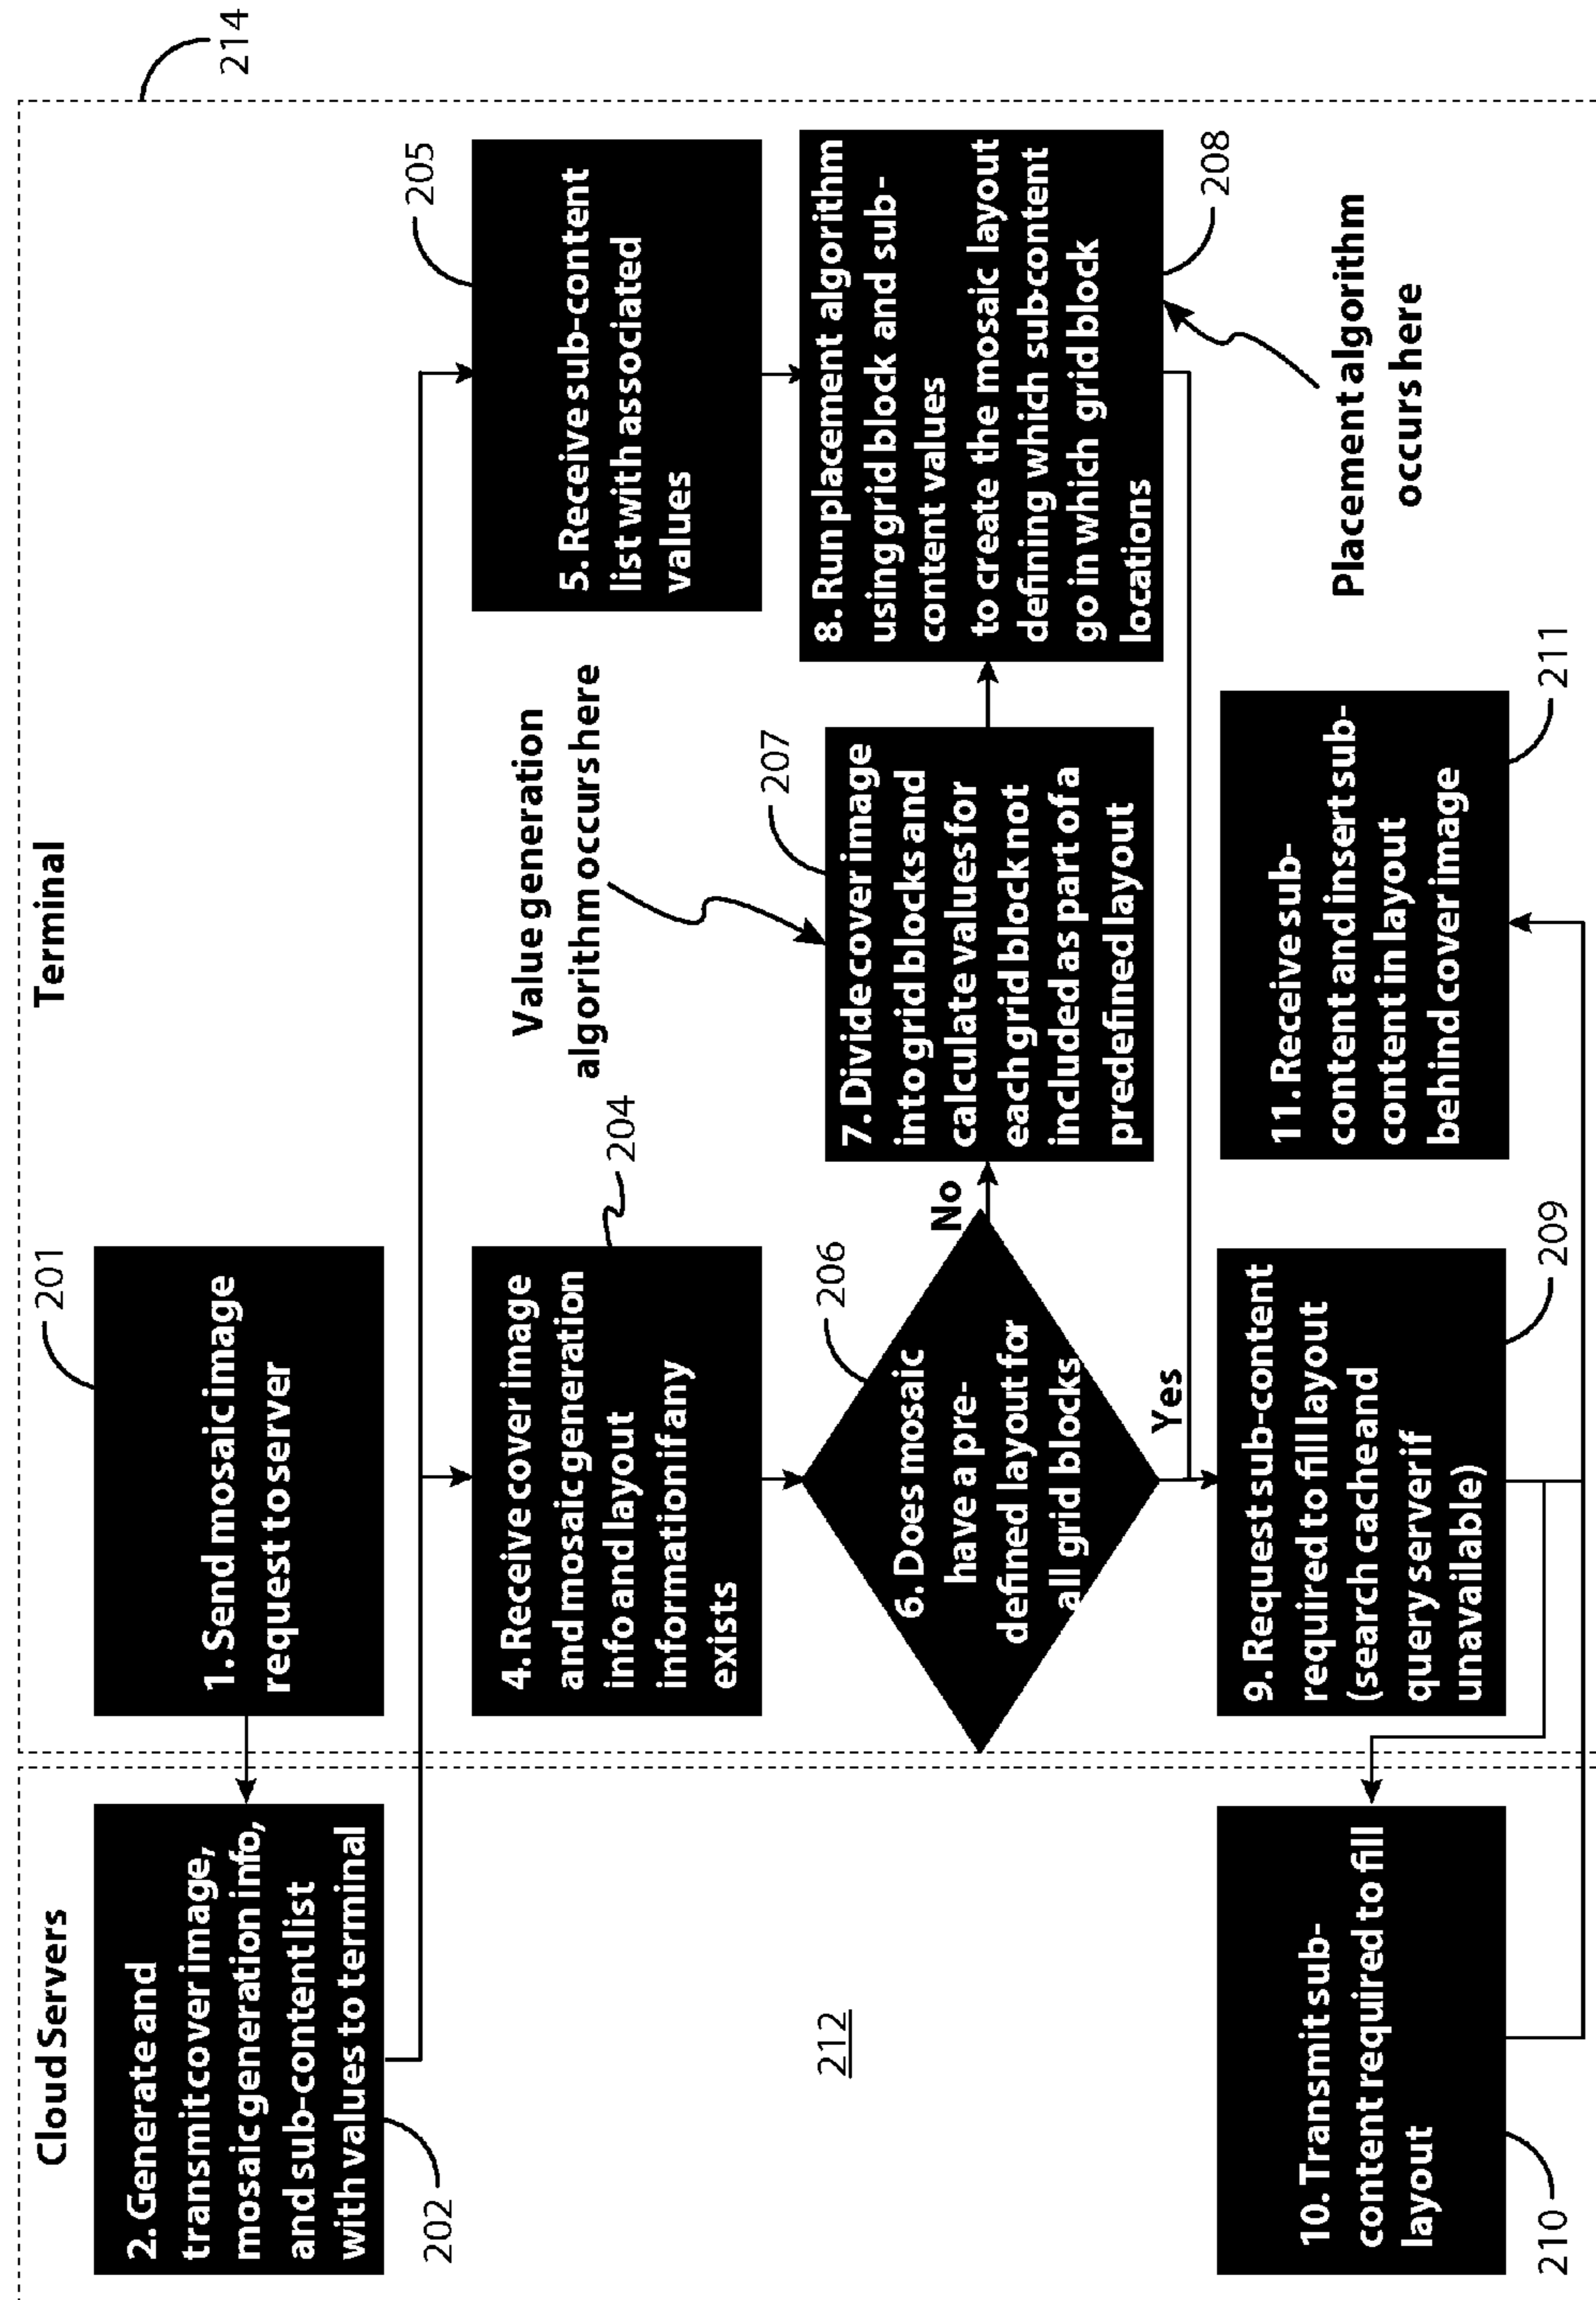 Cloud Servers
Terminal
214
2. Generate and
transmit cover image,
mosaic generation info,
and sub-content list
with values to terminal
202
1. Send mosaic image
request to server
201
4. Receive cover image
and mosaic generation
info and layout
information if any
exists
204
5. Receive sub-content
list with associated
values
205
Value generation
algorithm occurs here
6. Does mosaic
have a pre-
defined layout for
all grid blocks
206
No
Yes
7. Divide cover image
into grid blocks and
calculate values for
each grid block not
included as part of a
predefined layout
207
8. Run placement algorithm
using grid block and sub-
content values
to create the mosaic layout
defining which sub-content
go in which grid block
locations
208
Placement algorithm
occurs here
212
10. Transmit sub-
content required to fill
layout
210
9. Request sub-content
required to fill layout
(search cache and
query server if
unavailable)
209
11. Receive sub-
content and insert sub-
content in layout
behind cover image
211